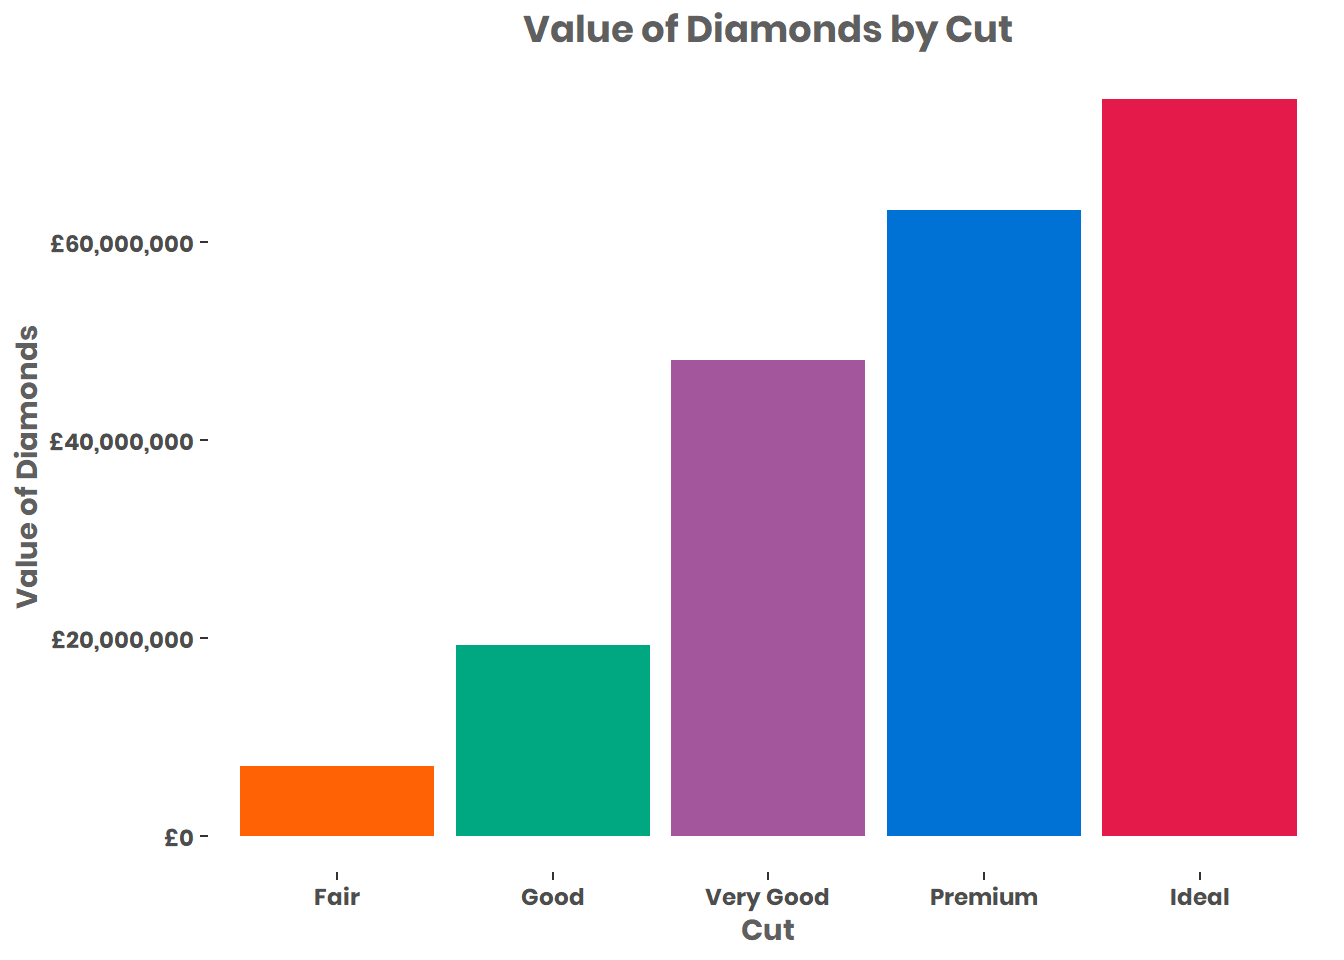 Value of Diamonds by Cut
Value of Diamonds
£60,000,000
£40,000,000
£20,000,000
£0
Fair
Good
Very Good
Premium
Ideal
Cut